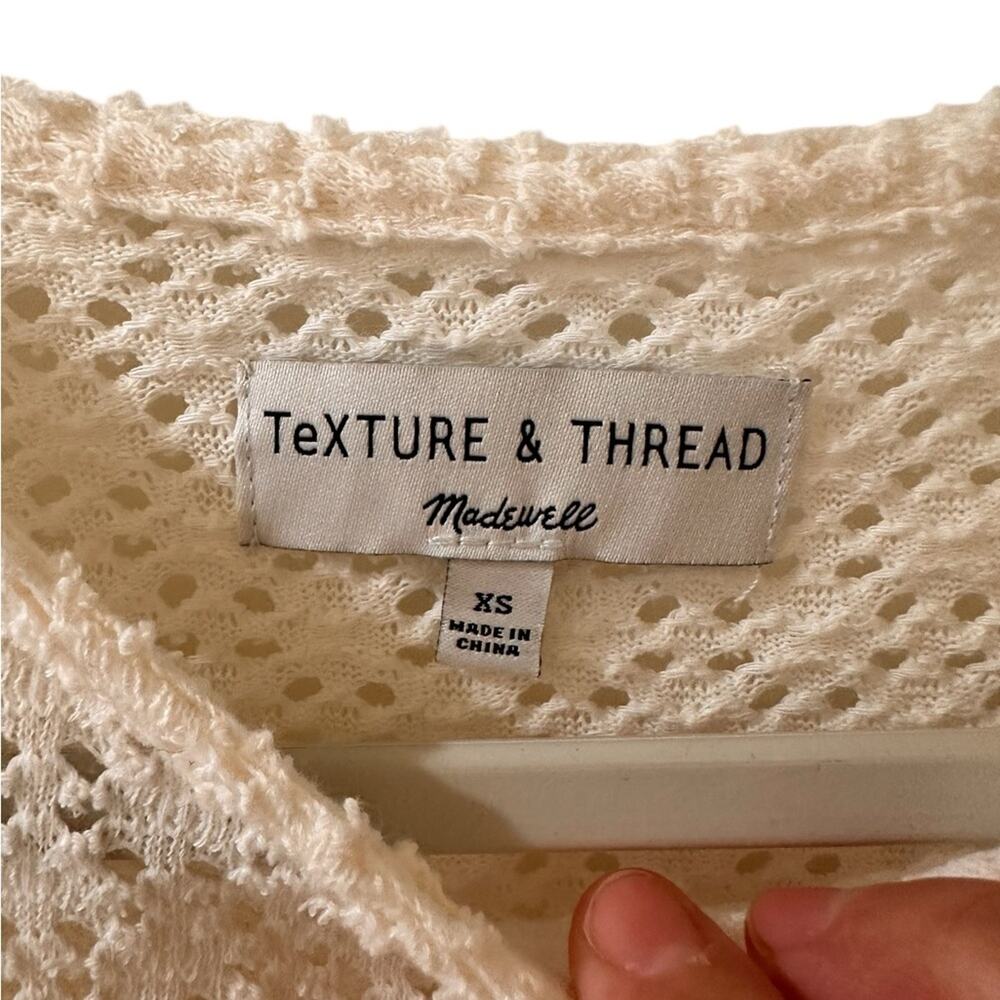 TeXTURE & THREAD
Madewell
XS
MADE IN
CHINA